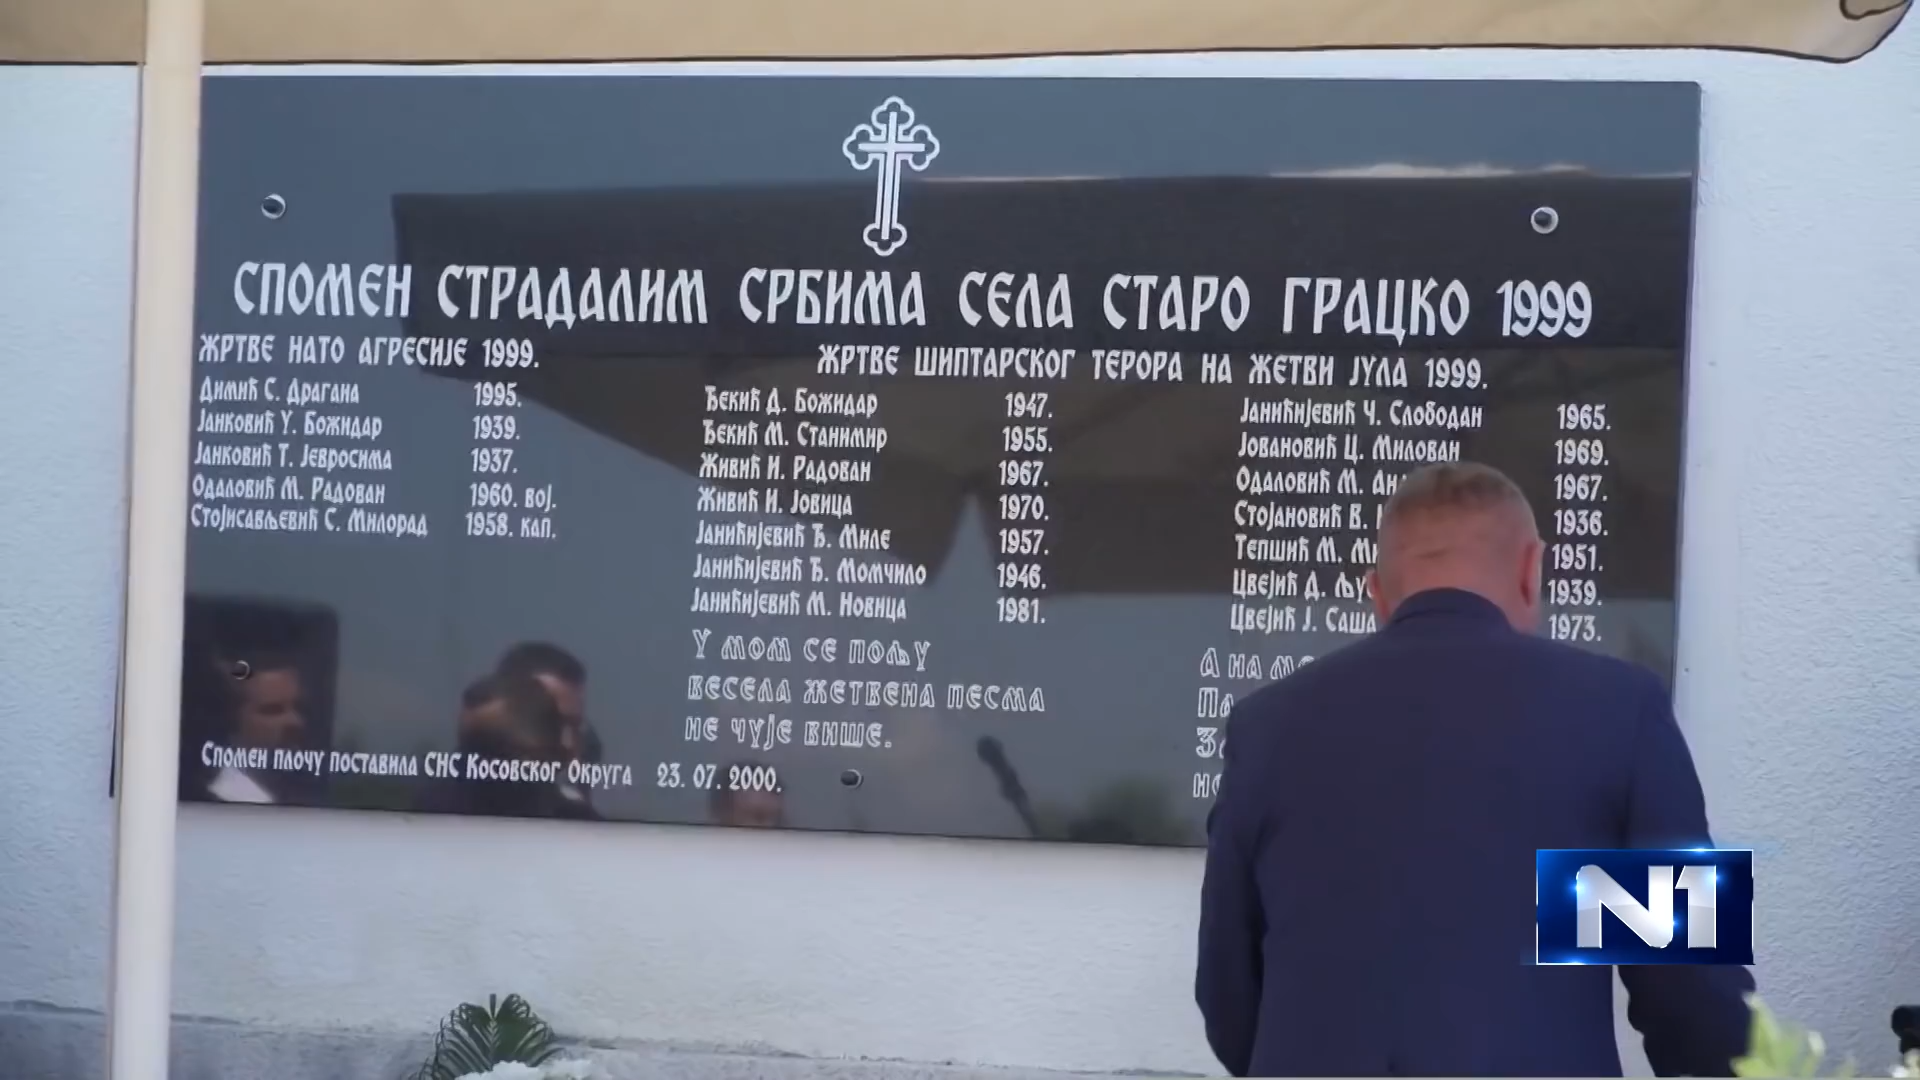 СПОМЕН СТРАДАЛИМ СРБИМА СЕЛА СТАРО ГРАЦКО 1999
ЖРТВЕ НАТО АГРЕСИЈЕ 1999.
Димић С. Драгана 1995.
Јанковић У. Божидар 1939.
Јанковић Т. Јевросима 1937.
Одаловић М. Радован 1960. вој.
Стојисављевић С. Милорад 1958. кап.
ЖРТВЕ ШИПТАРСКОГ ТЕРОРА НА ЖЕТВИ ЈУЛА 1999.
Ђекић Д. Божидар 1947.
Ђекић М. Станимир 1955.
Живић И. Радован 1967.
Живић И. Јовица 1970.
Јанићијевић Ђ. Миле 1957.
Јанићијевић Ђ. Момчило 1946.
Јанићијевић М. Новица 1981.
Јанићијевић Ч. Слободан 1965.
Јовановић Ц. Милован 1969.
Одаловић М. 1967.
Стојановић В. 1936.
Тепшић М. 1951.
Цвејић Д. 1939.
Цвејић Ј. Саша 1973.
У МОМ СЕ ПОЉУ
ВЕСЕЛА ЖЕТВЕНА ПЕСМА
НЕ ЧУЈЕ ВИШЕ.
А НА
Спомен плочу поставила СНС Косовског Округа 23. 07. 2000.
N1